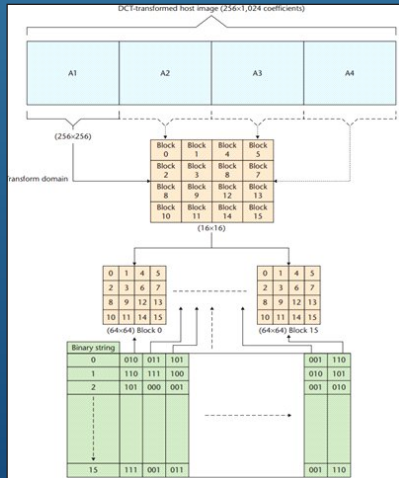 DCT-transformed host image (256×1,024 coefficients)
A1 A2 A3 A4
(256×256)
Transform domain
Block 0 Block 1 Block 4 Block 5
Block 2 Block 3 Block 8 Block 7
Block 8 Block 9 Block 12 Block 13
Block 10 Block 11 Block 14 Block 15
(16×16)
0 1 4 5 0 1 4 5
2 3 6 7 2 3 6 7
8 9 12 13 8 9 12 13
10 11 14 15 10 11 14 15
(64×64) Block 0 (64×64) Block 15
Binary string
0 010 011 101 001 110
1 110 111 100 010 101
2 101 000 001 001 010
15 111 001 011 001 110